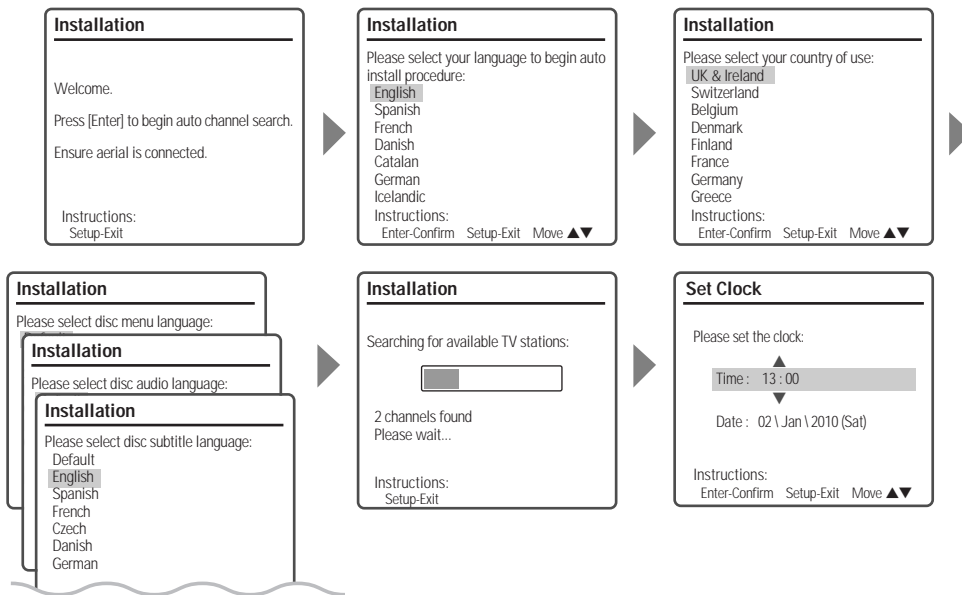 Installation
Welcome.
Press [Enter] to begin auto channel search.
Ensure aerial is connected.
Instructions:
Setup-Exit
Installation
Please select your language to begin auto
install procedure:
English
Spanish
French
Danish
Catalan
German
Icelandic
Instructions:
Enter-Confirm Setup-Exit Move ▲▼
Installation
Please select your country of use:
UK & Ireland
Switzerland
Belgium
Denmark
Finland
France
Germany
Greece
Instructions:
Enter-Confirm Setup-Exit Move ▲▼
Installation
Please select disc menu language:
Installation
Please select disc audio language:
Installation
Please select disc subtitle language:
Default
English
Spanish
French
Czech
Danish
German
Installation
Searching for available TV stations:
2 channels found
Please wait...
Instructions:
Setup-Exit
Set Clock
Please set the clock:
Time : 13 : 00
Date : 02 \ Jan \ 2010 (Sat)
Instructions:
Enter-Confirm Setup-Exit Move ▲▼